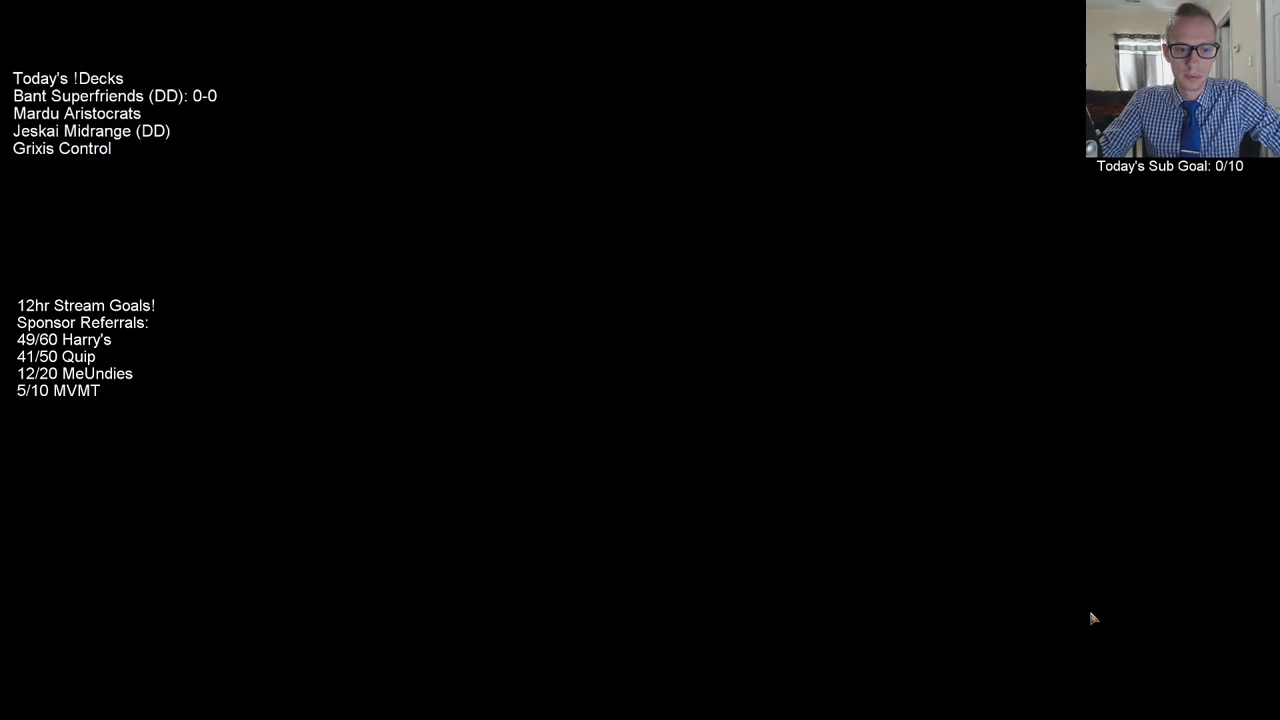 Today's !Decks
Bant Superfriends (DD): 0-0
Mardu Aristocrats
Jeskai Midrange (DD)
Grixis Control
Today's Sub Goal: 0/10
12hr Stream Goals!
Sponsor Referrals:
49/60 Harry's
41/50 Quip
12/20 MeUndies
5/10 MVMT